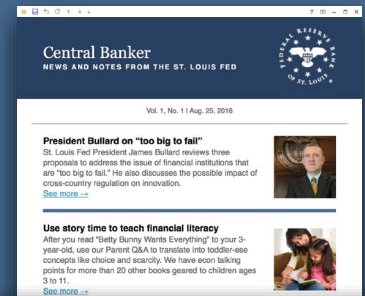 Central Banker
NEWS AND NOTES FROM THE ST. LOUIS FED
FEDERAL RESERVE BANK
OF ST. LOUIS
Vol. 1, No. 1 I Aug. 25, 2016
President Bullard on “too big to fail”
St. Louis Fed President James Bullard reviews three
proposals to address the issue of financial institutions that
are “too big to fail.” He also discusses the possible impact of
cross-country regulation on innovation.
See more →
Use story time to teach financial literacy
After you read “Betty Bunny Wants Everything” to your 3-
year-old, use our Parent Q&A to translate into toddler-ese
concepts like choice and scarcity. We have econ talking
points for more than 20 other books geared to children ages
3 to 11.
See more →